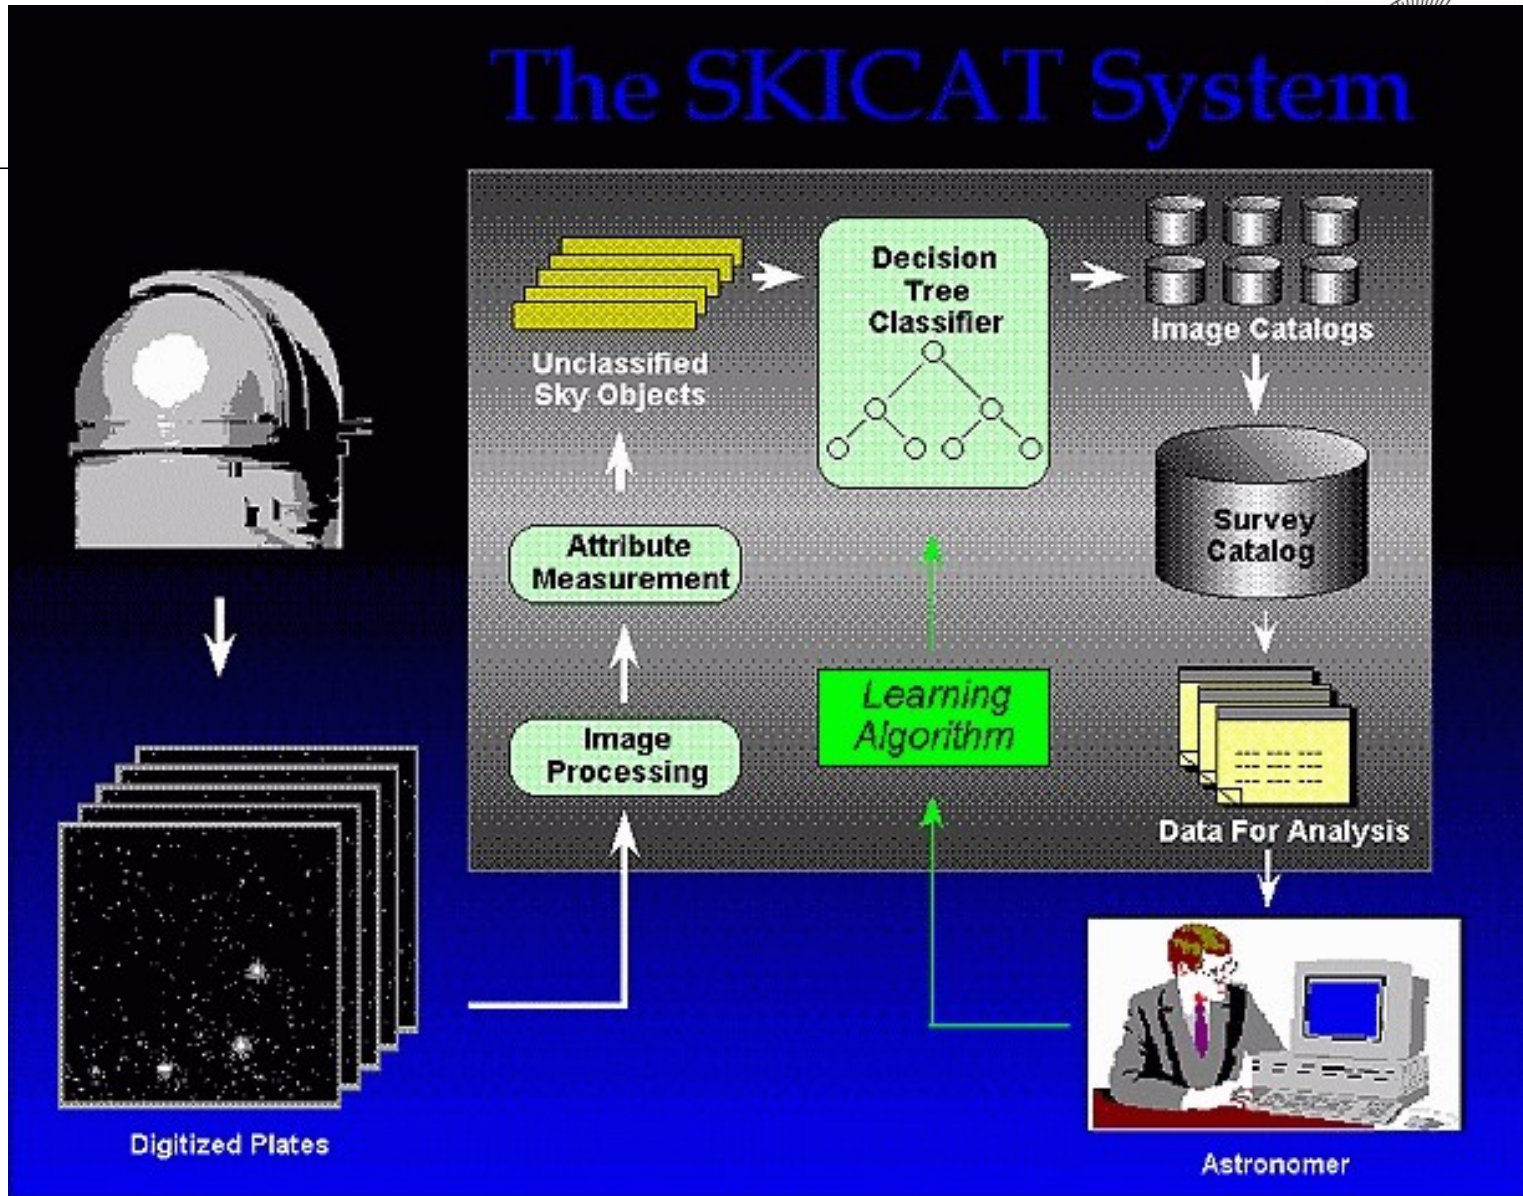 The SKICAT System
Unclassified
Sky Objects
Decision
Tree
Classifier
Image Catalogs
Attribute
Measurement
Survey
Catalog
Image
Processing
Learning
Algorithm
Data For Analysis
Digitized Plates
Astronomer